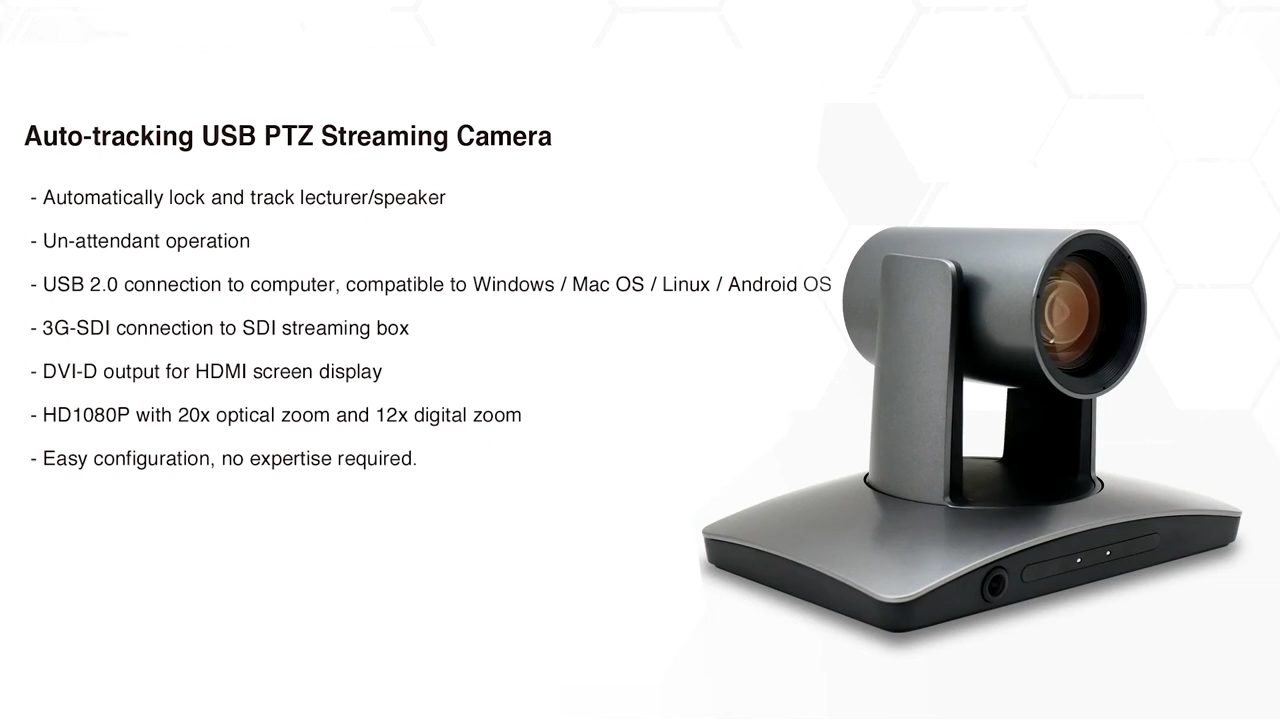 Auto-tracking USB PTZ Streaming Camera
- Automatically lock and track lecturer/speaker
- Un-attendant operation
- USB 2.0 connection to computer, compatible to Windows / Mac OS / Linux / Android OS
- 3G-SDI connection to SDI streaming box
- DVI-D output for HDMI screen display
- HD1080P with 20x optical zoom and 12x digital zoom
- Easy configuration, no expertise required.